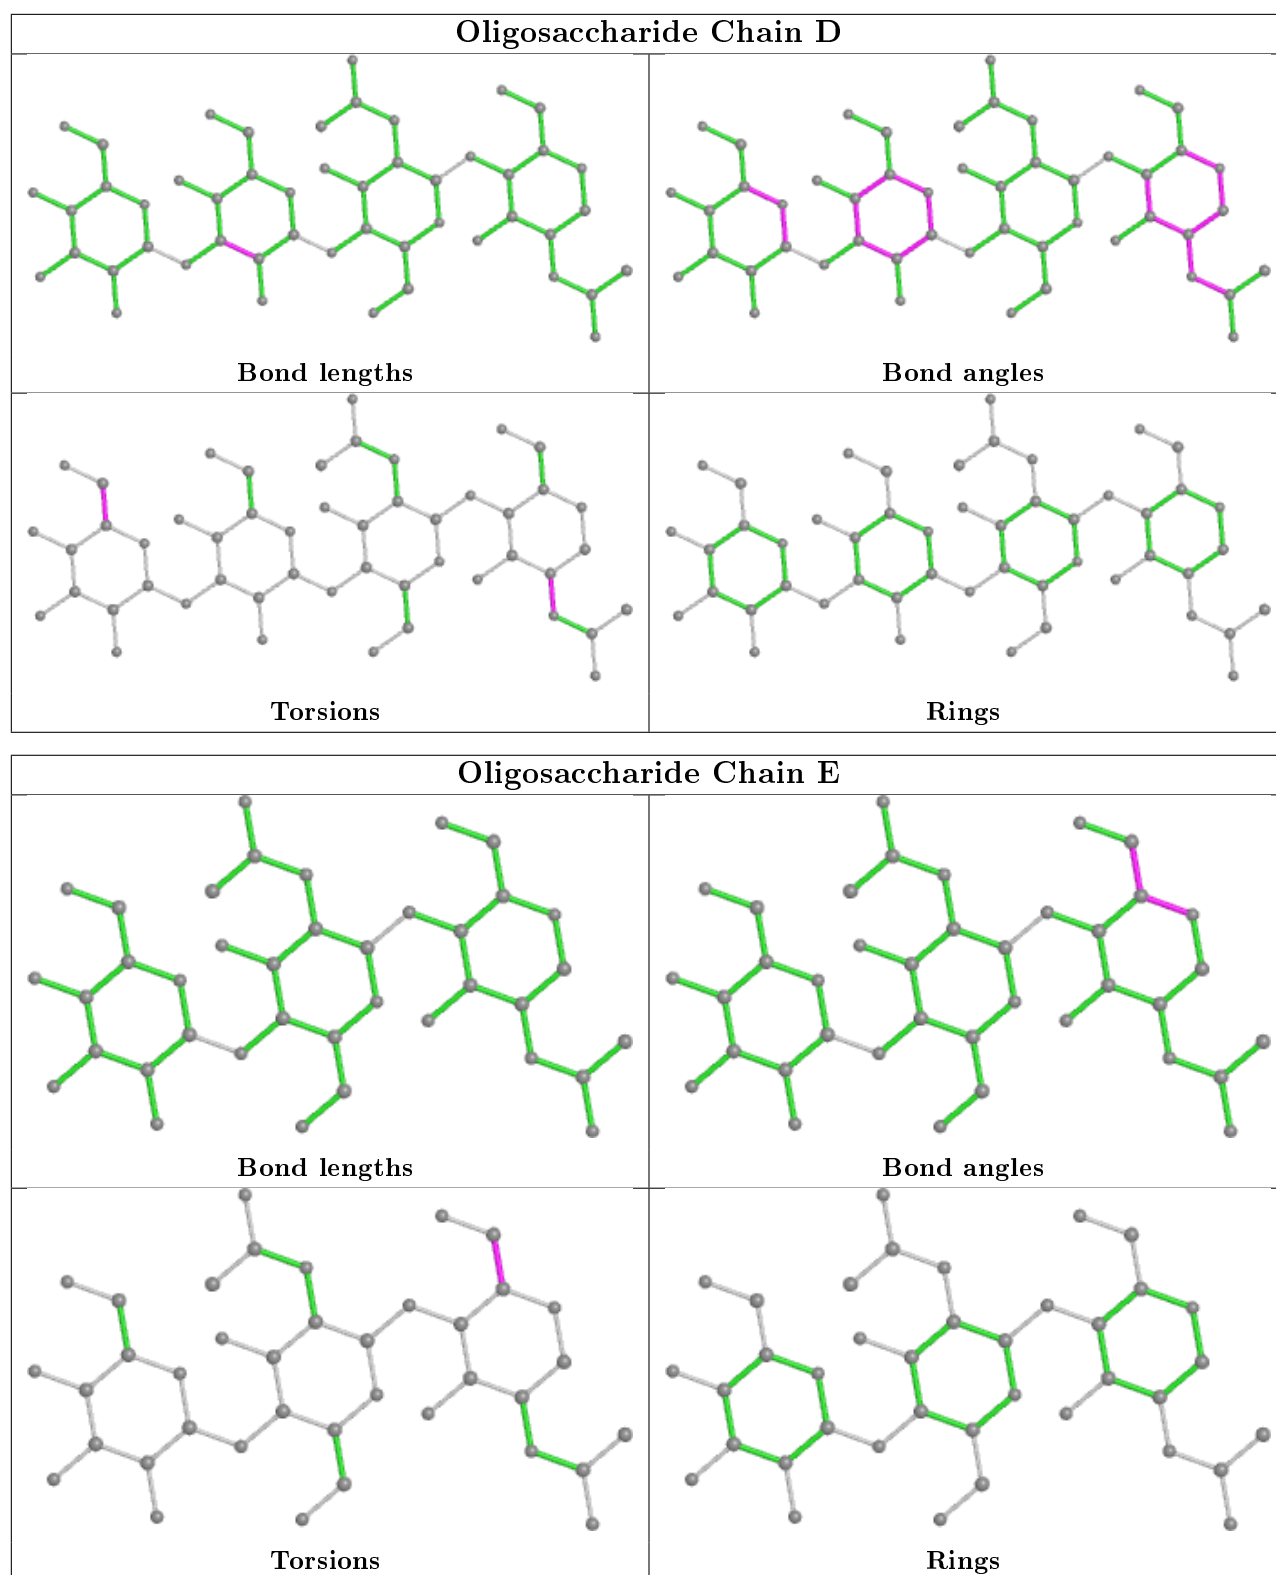 Oligosaccharide Chain D
Bond lengths
Bond angles
Torsions
Rings
Oligosaccharide Chain E
Bond lengths
Bond angles
Torsions
Rings